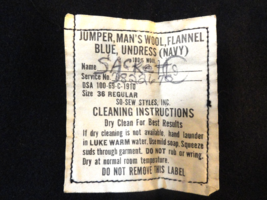 JUMPER, MAN'S WOOL, FLANNEL
BLUE, UNDRESS (NAVY)
100% WOOL
Name SACKett
Service No.
DSA 100-65-C-1910
Size 36 REGULAR
SO-SEW STYLES, INC.
CLEANING INSTRUCTIONS
Dry Clean For Best Results
If dry cleaning is not available, hand launder
in LUKE WARM water. Use mild soap. Squeeze
suds through garment. DO NOT rub or wring.
Dry at normal room temperature.
DO NOT REMOVE THIS LABEL